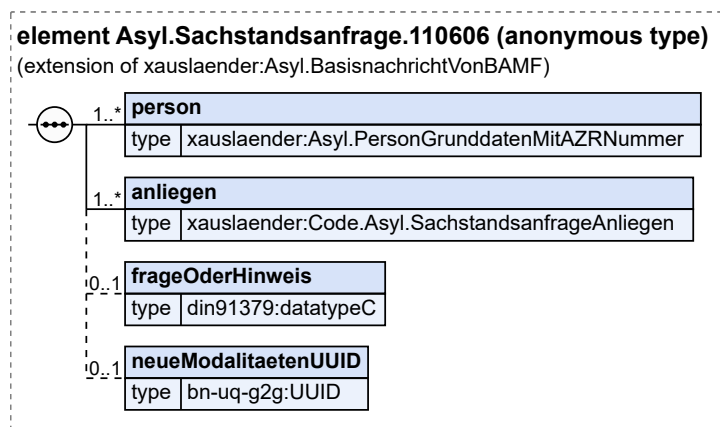 element Asyl.Sachstandsanfrage.110606 (anonymous type)
(extension of xauslaender:Asyl.BasisnachrichtVonBAMF)
1..* person
type xauslaender:Asyl.PersonGrunddatenMitAZRNummer
1..* anliegen
type xauslaender:Code.Asyl.SachstandsanfrageAnliegen
0..1 frageOderHinweis
type din91379:datatypeC
0..1 neueModalitaetenUUID
type bn-uq-g2g:UUID